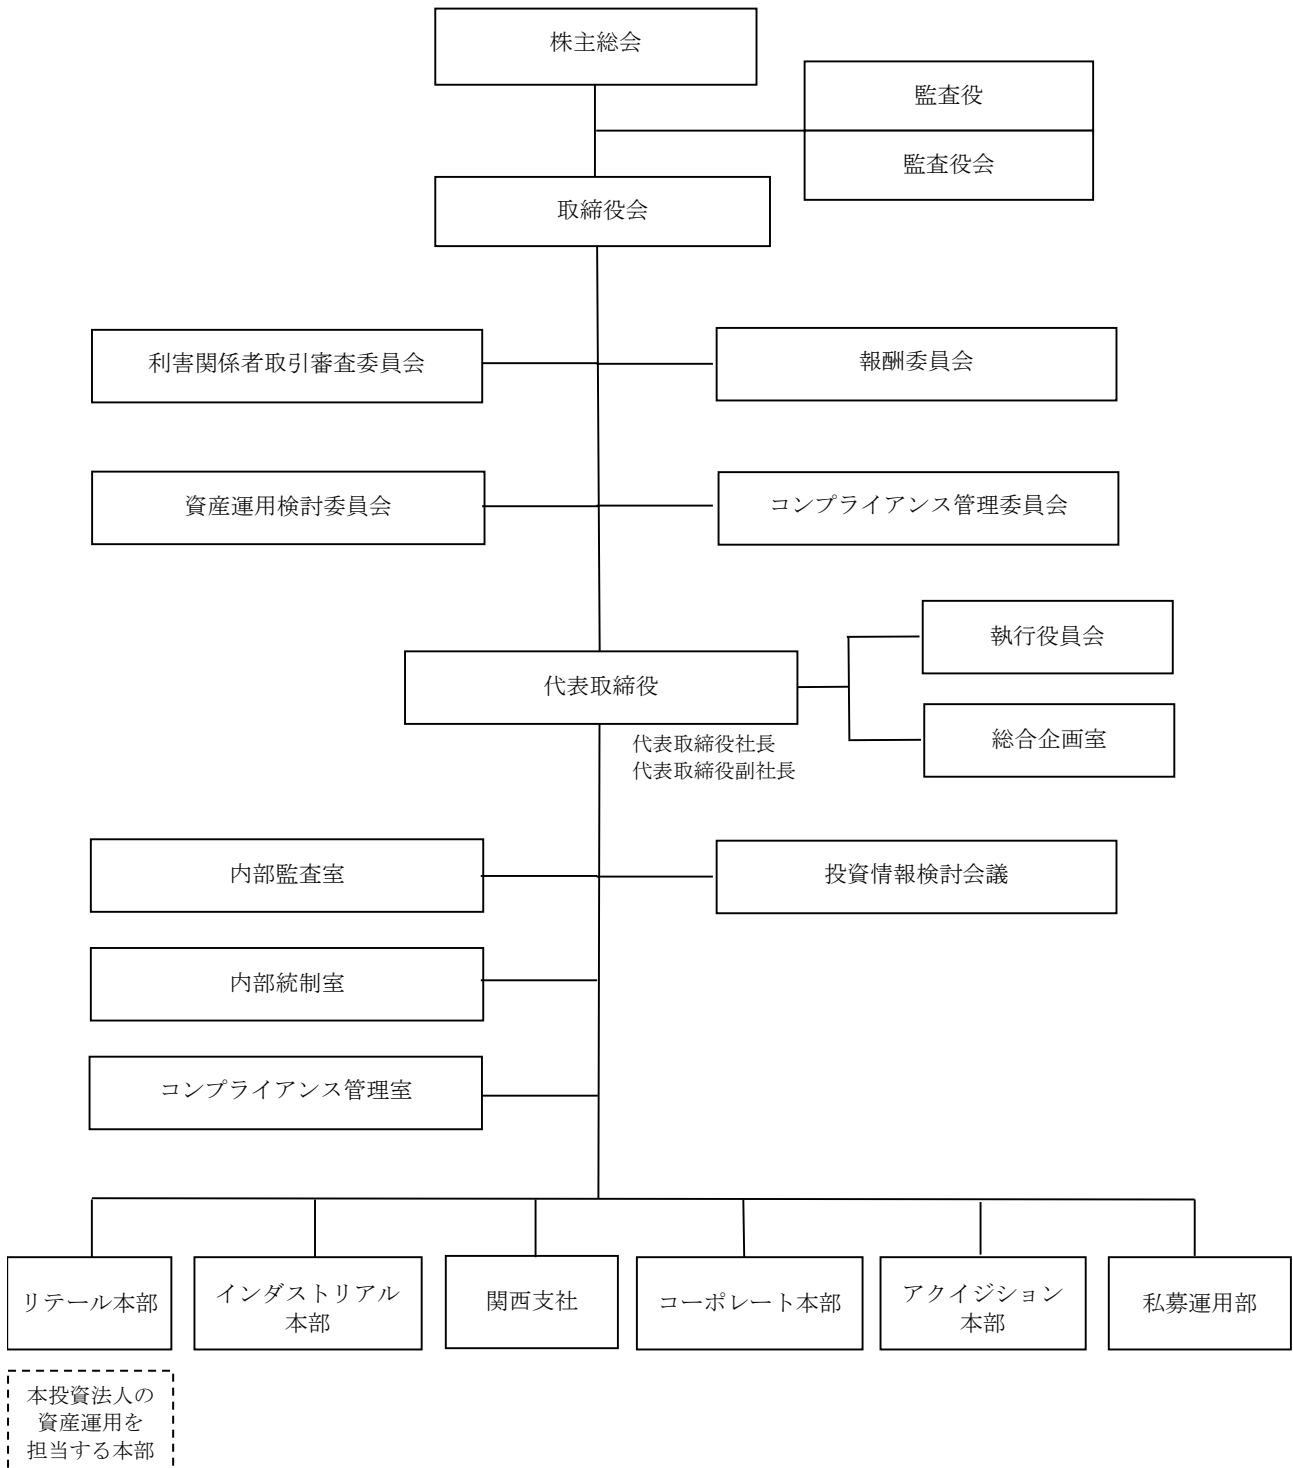 株主総会
監査役
監査役会
取締役会
利害関係者取引審査委員会
報酬委員会
資産運用検討委員会
コンプライアンス管理委員会
執行役員会
代表取締役
総合企画室
代表取締役社長
代表取締役副社長
内部監査室
投資情報検討会議
内部統制室
コンプライアンス管理室
リテール本部
インダストリアル
本部
関西支社
コーポレート本部
アクイジション
本部
私募運用部
本投資法人の
資産運用を
担当する本部